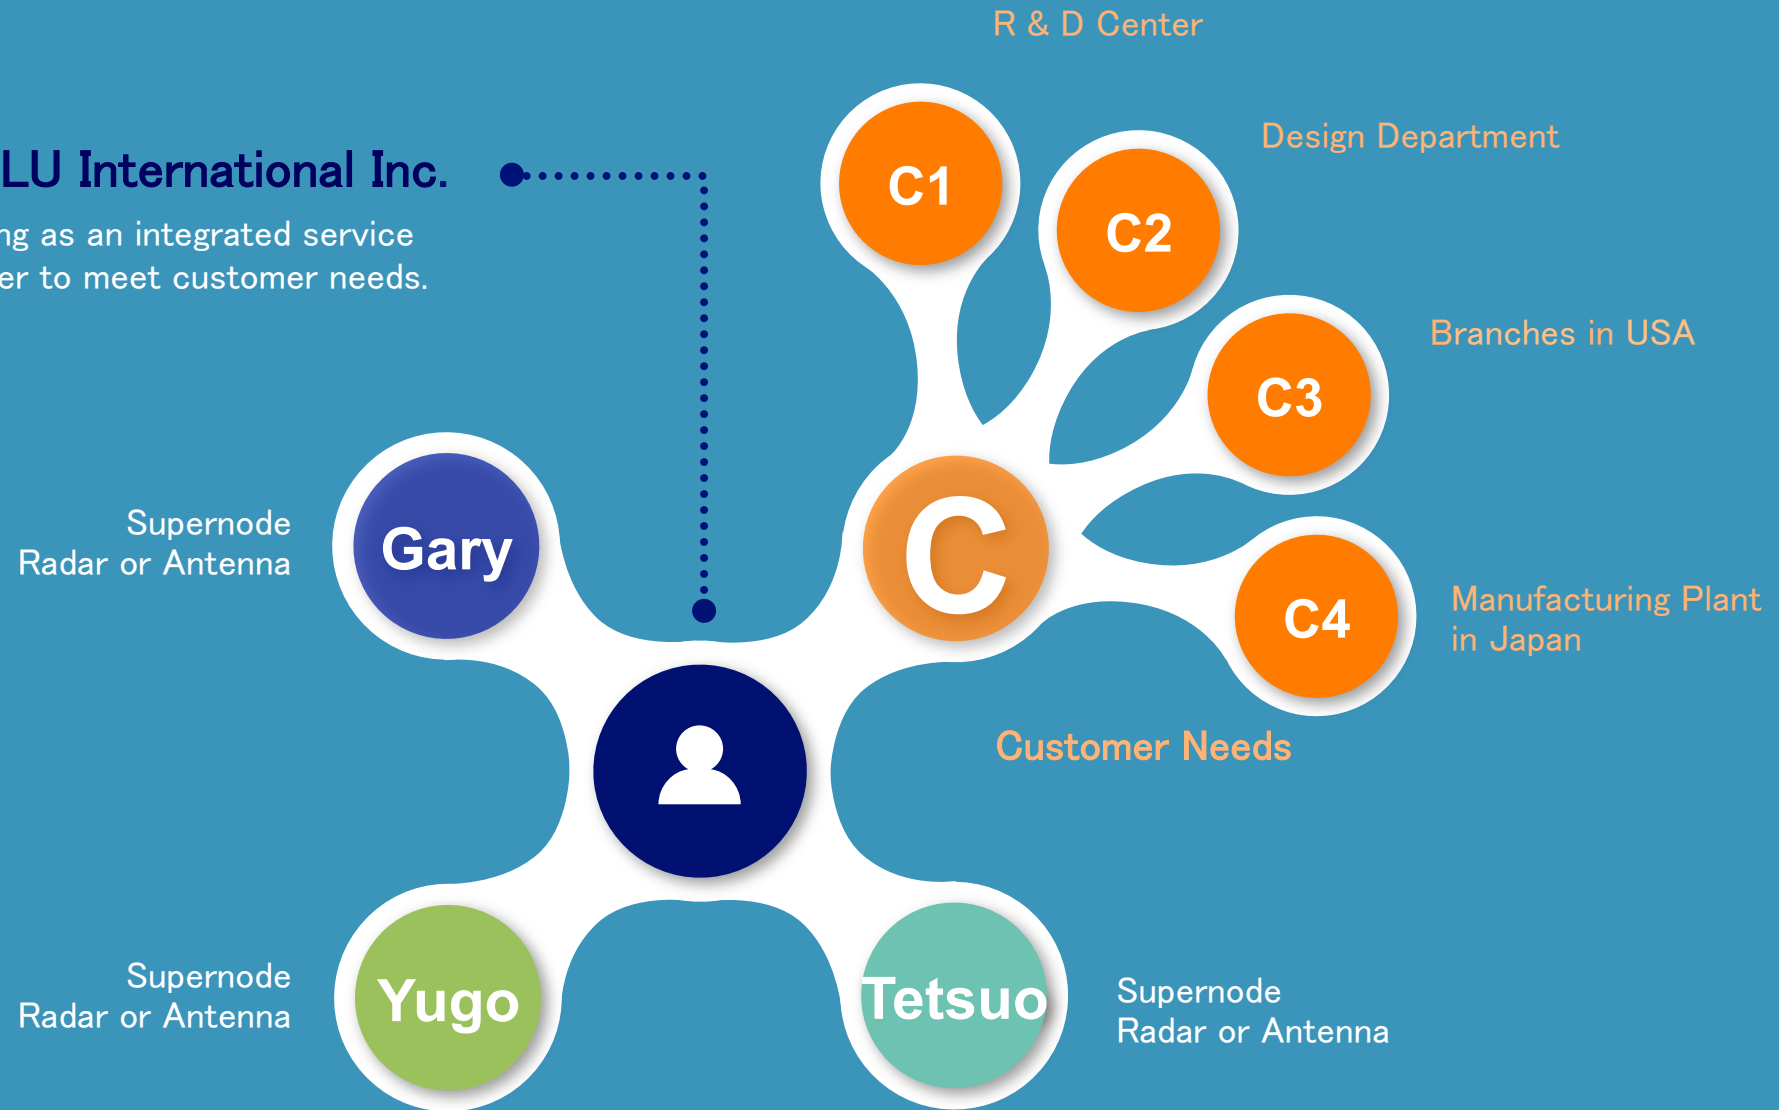 R & D Center
Design Department
LU International Inc.
ng as an integrated service
er to meet customer needs.
C1
C2
Branches in USA
C3
Supernode
Radar or Antenna
Gary
C
C4
Manufacturing Plant
in Japan
Customer Needs
Supernode
Radar or Antenna
Yugo
Tetsuo
Supernode
Radar or Antenna